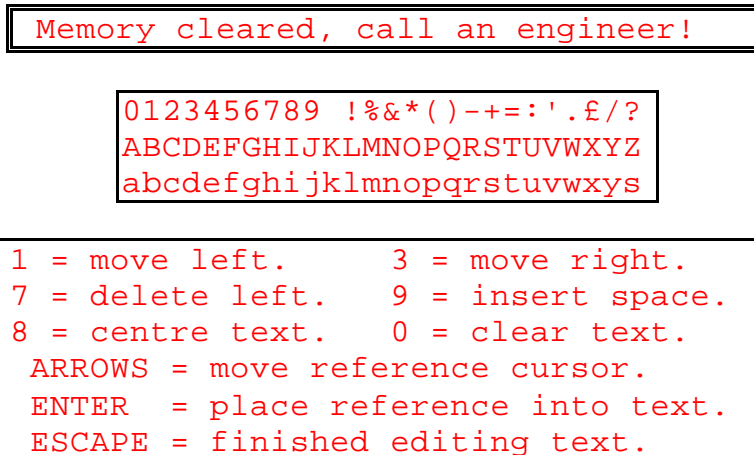 Memory cleared, call an engineer!
0123456789 !%&*()-+=:'.£/?
ABCDEFGHIJKLMNOPQRSTUVWXYZ
abcdefghijklmnopqrstuvwxys
1 = move left. 3 = move right.
7 = delete left. 9 = insert space.
8 = centre text. 0 = clear text.
ARROWS = move reference cursor.
ENTER = place reference into text.
ESCAPE = finished editing text.